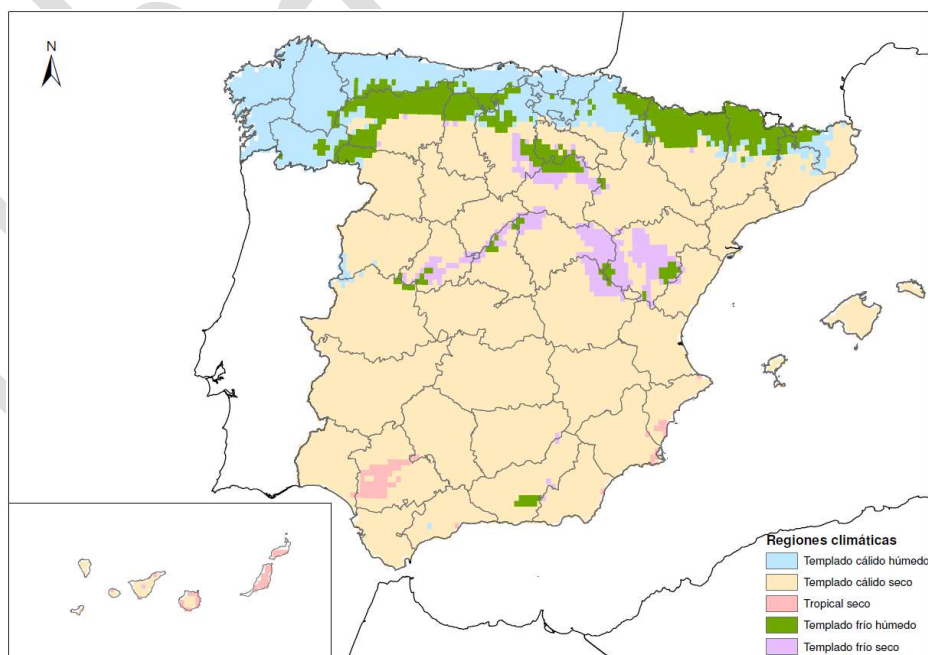 N
Regiones climáticas
Templado cálido húmedo
Templado cálido seco
Tropical seco
Templado frío húmedo
Templado frío seco